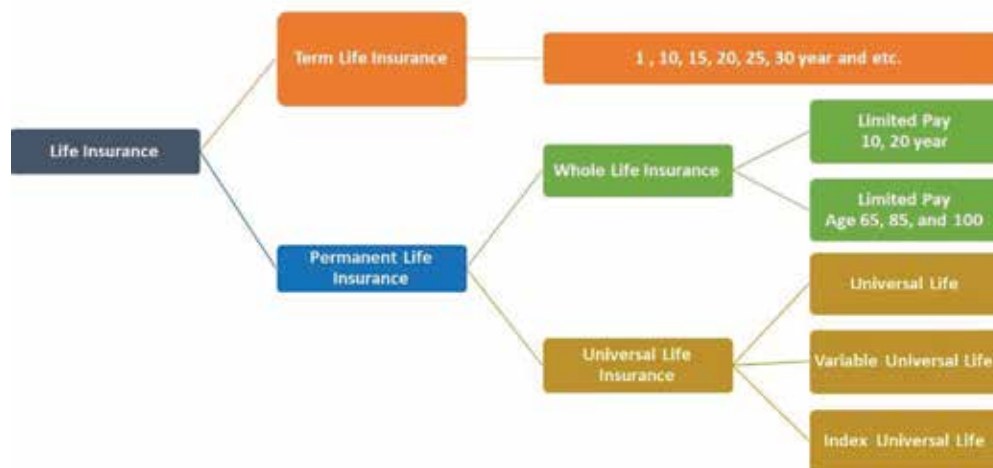 Term Life Insurance
1 , 10, 15, 20, 25, 30 year and etc.
Life Insurance
Limited Pay
10, 20 year
Whole Life Insurance
Limited Pay
Age 65, 85, and 100
Permanent Life
Insurance
Universal Life
Universal Life
Insurance
Variable Universal Life
Index Universal Life